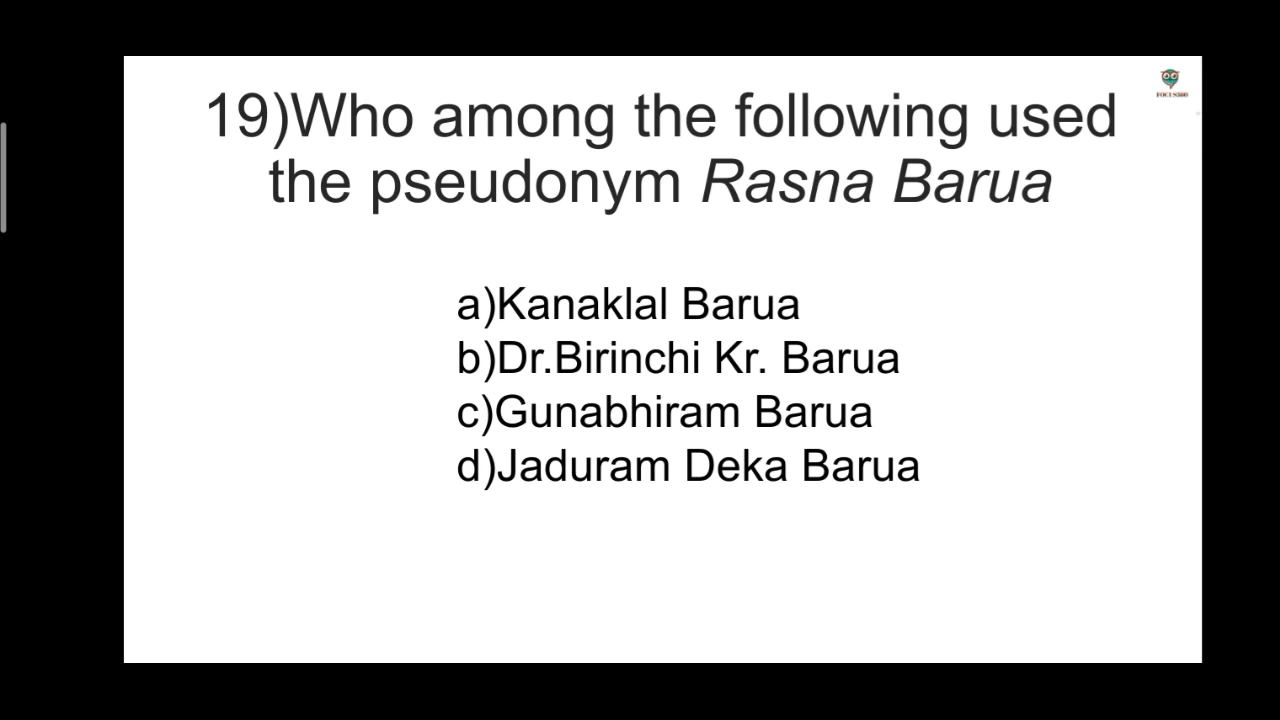 FOCUS360
19)Who among the following used
the pseudonym Rasna Barua
a)Kanaklal Barua
b)Dr.Birinchi Kr. Barua
c)Gunabhiram Barua
d)Jaduram Deka Barua